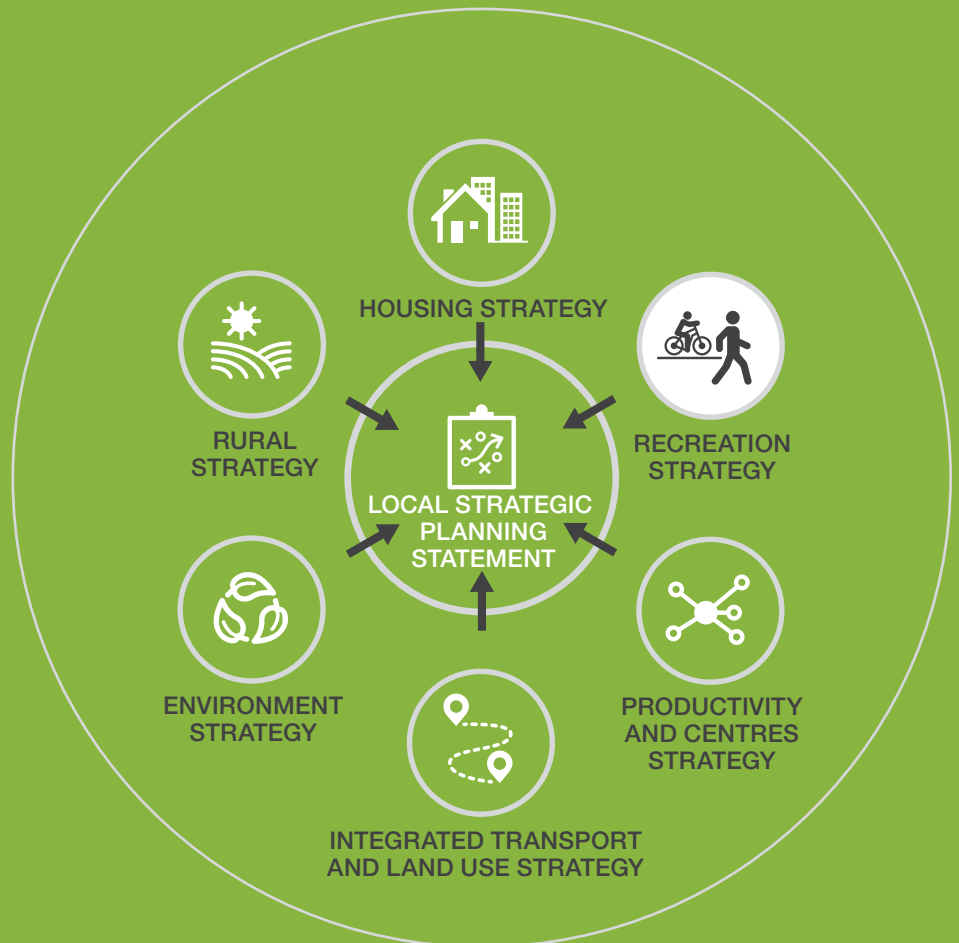 HOUSING STRATEGY
RURAL
STRATEGY
RECREATION
STRATEGY
LOCAL STRATEGIC
PLANNING
STATEMENT
ENVIRONMENT
STRATEGY
PRODUCTIVITY
AND CENTRES
STRATEGY
INTEGRATED TRANSPORT
AND LAND USE STRATEGY